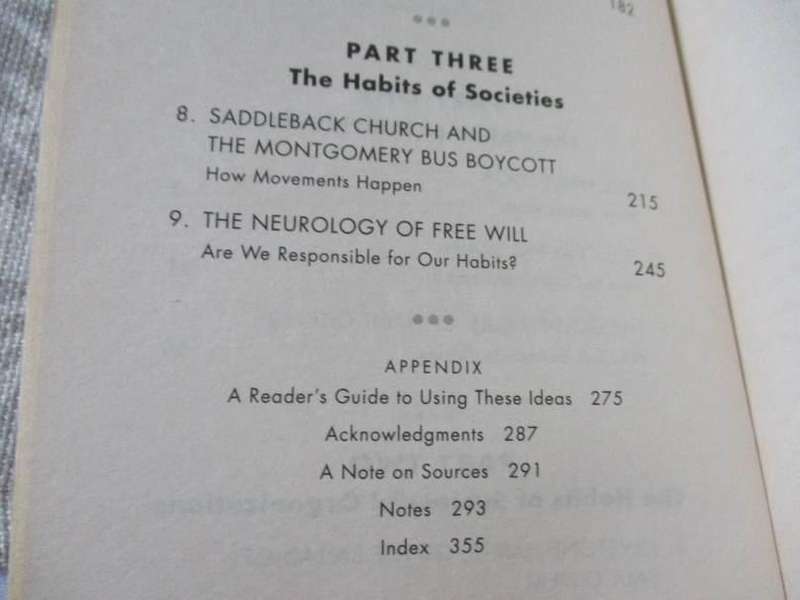 182
PART THREE
The Habits of Societies
8. SADDLEBACK CHURCH AND
THE MONTGOMERY BUS BOYCOTT
How Movements Happen 215
9. THE NEUROLOGY OF FREE WILL
Are We Responsible for Our Habits? 245
APPENDIX
A Reader's Guide to Using These Ideas 275
Acknowledgments 287
A Note on Sources 291
Notes 293
Index 355